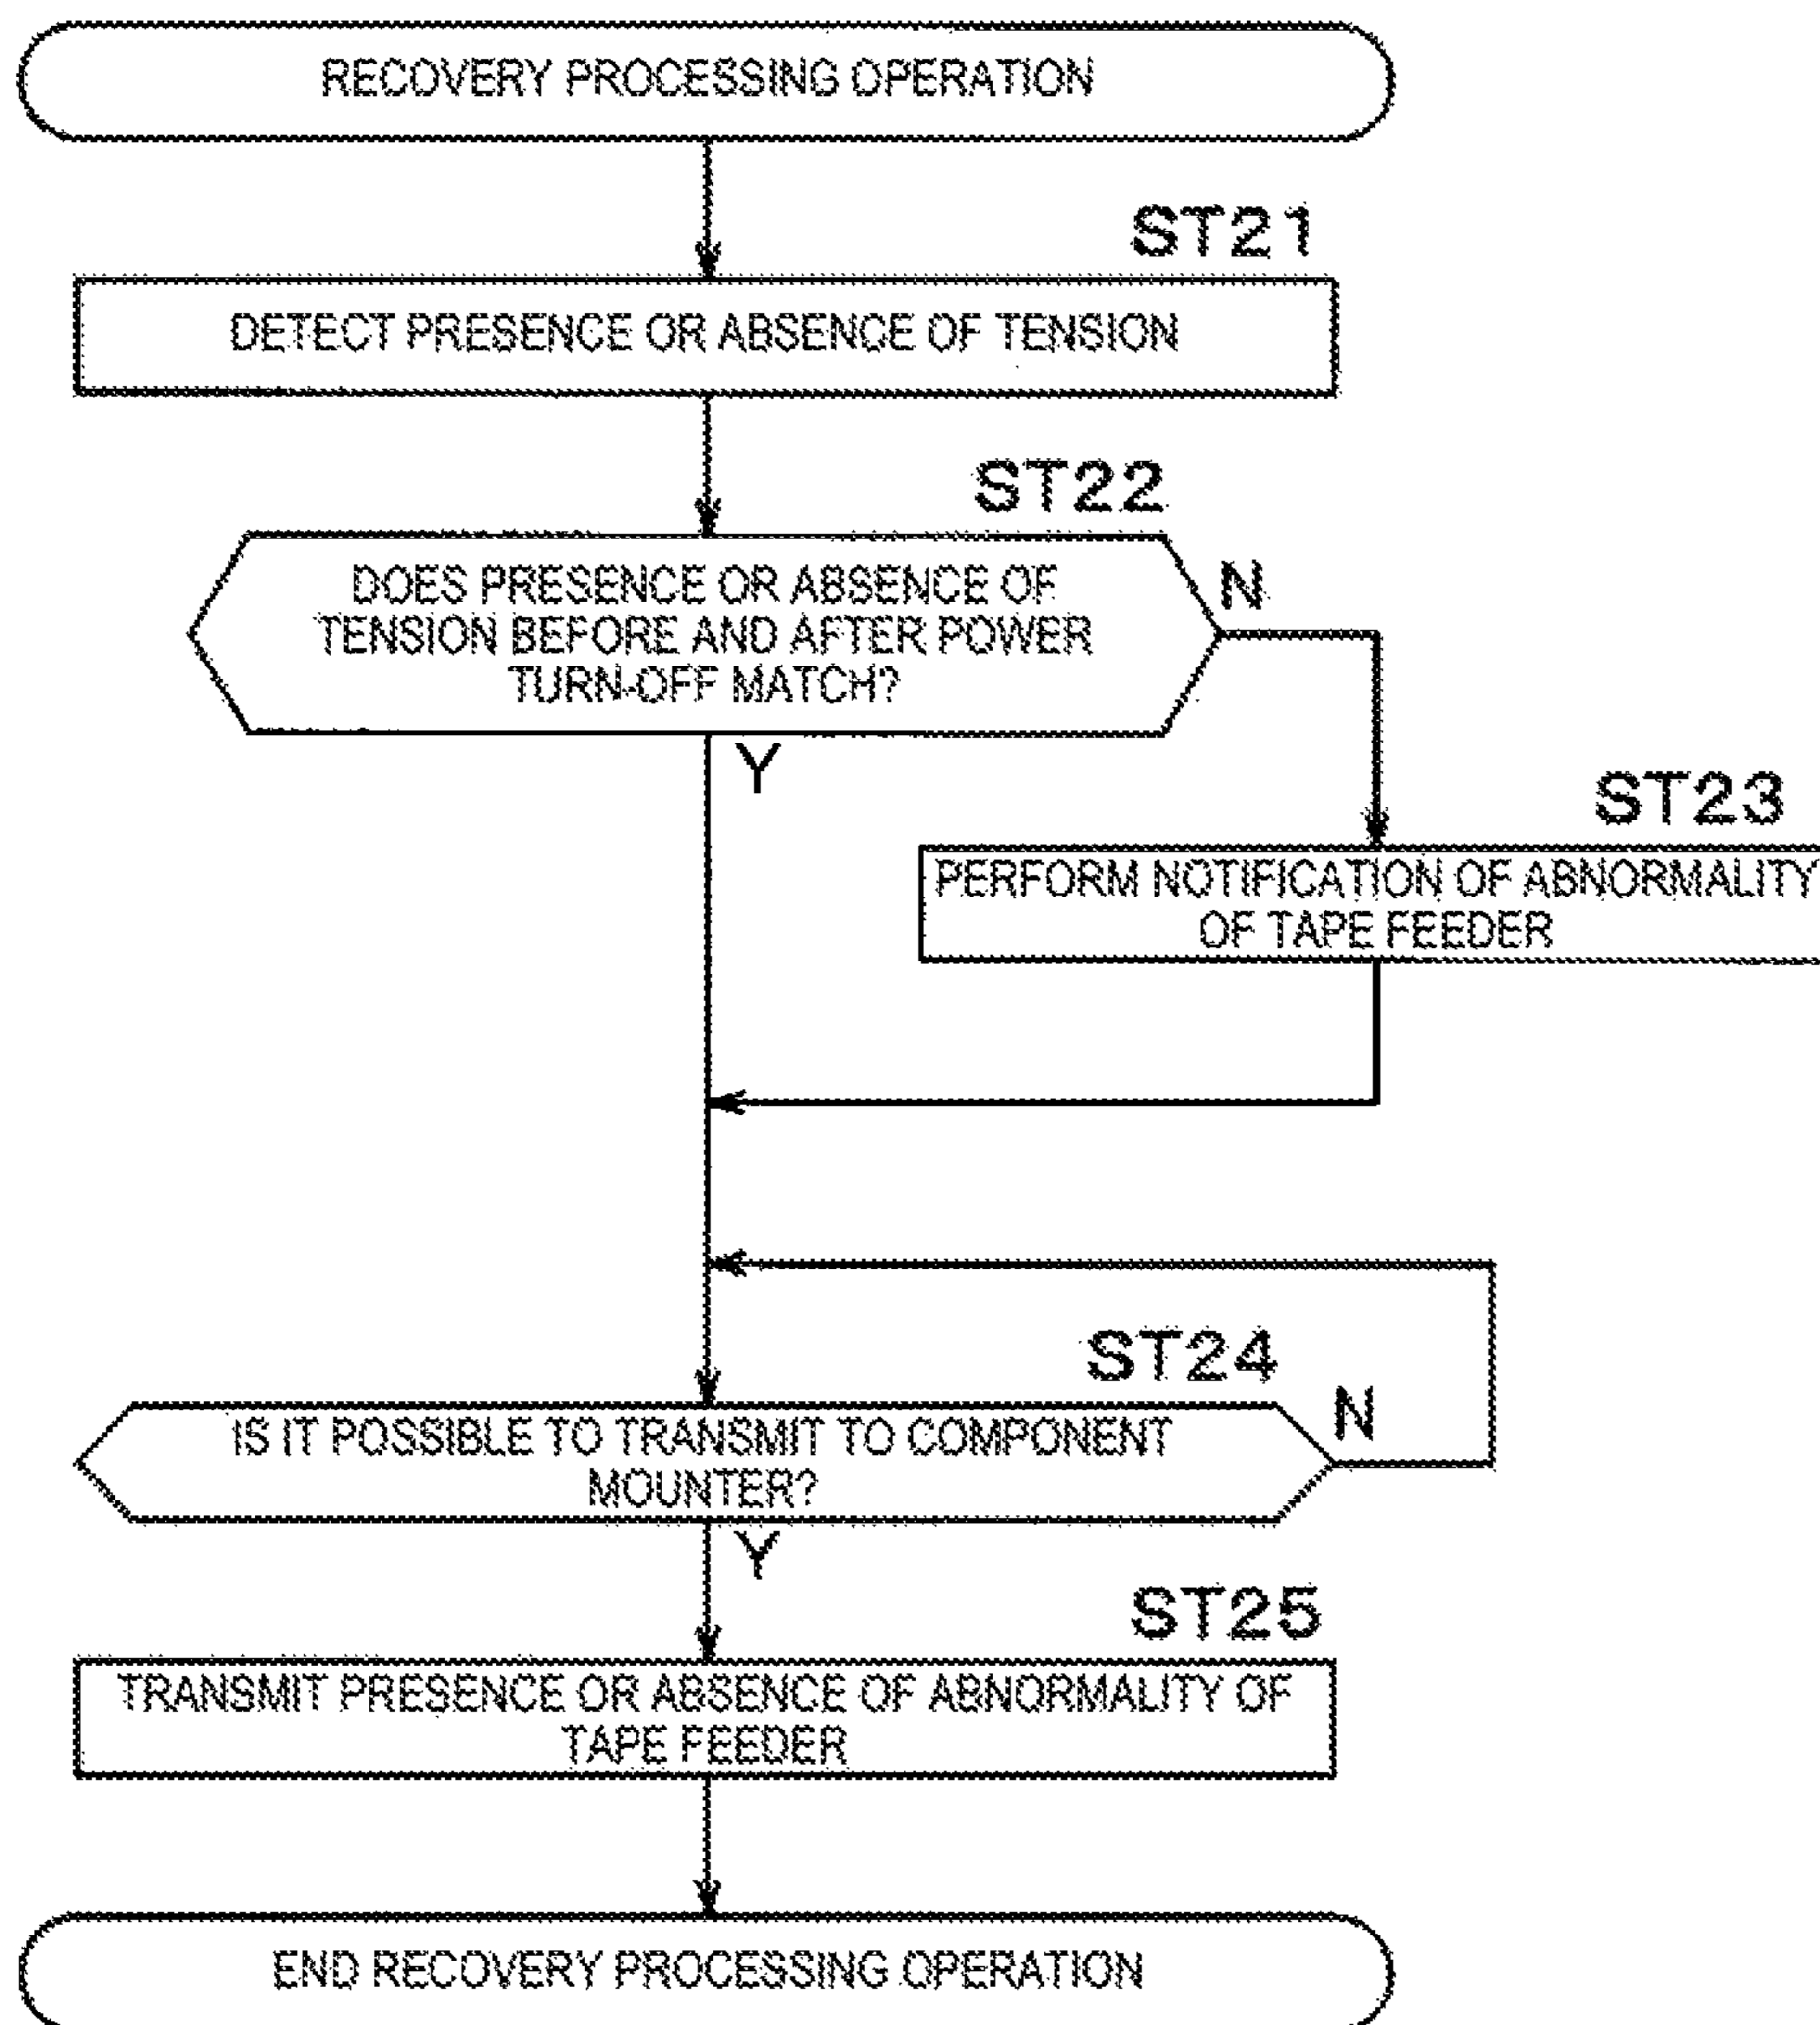 RECOVERY PROCESSING OPERATION
ST21
DETECT PRESENCE OR ABSENCE OF TENSION
ST22
DOES PRESENCE OR ABSENCE OF
TENSION BEFORE AND AFTER POWER
TURN-OFF MATCH?
N
Y
ST23
PERFORM NOTIFICATION OF ABNORMALITY
OF TAPE FEEDER
ST24
IS IT POSSIBLE TO TRANSMIT TO COMPONENT
MOUNTER?
N
Y
ST25
TRANSMIT PRESENCE OR ABSENCE OF ABNORMALITY OF
TAPE FEEDER
END RECOVERY PROCESSING OPERATION